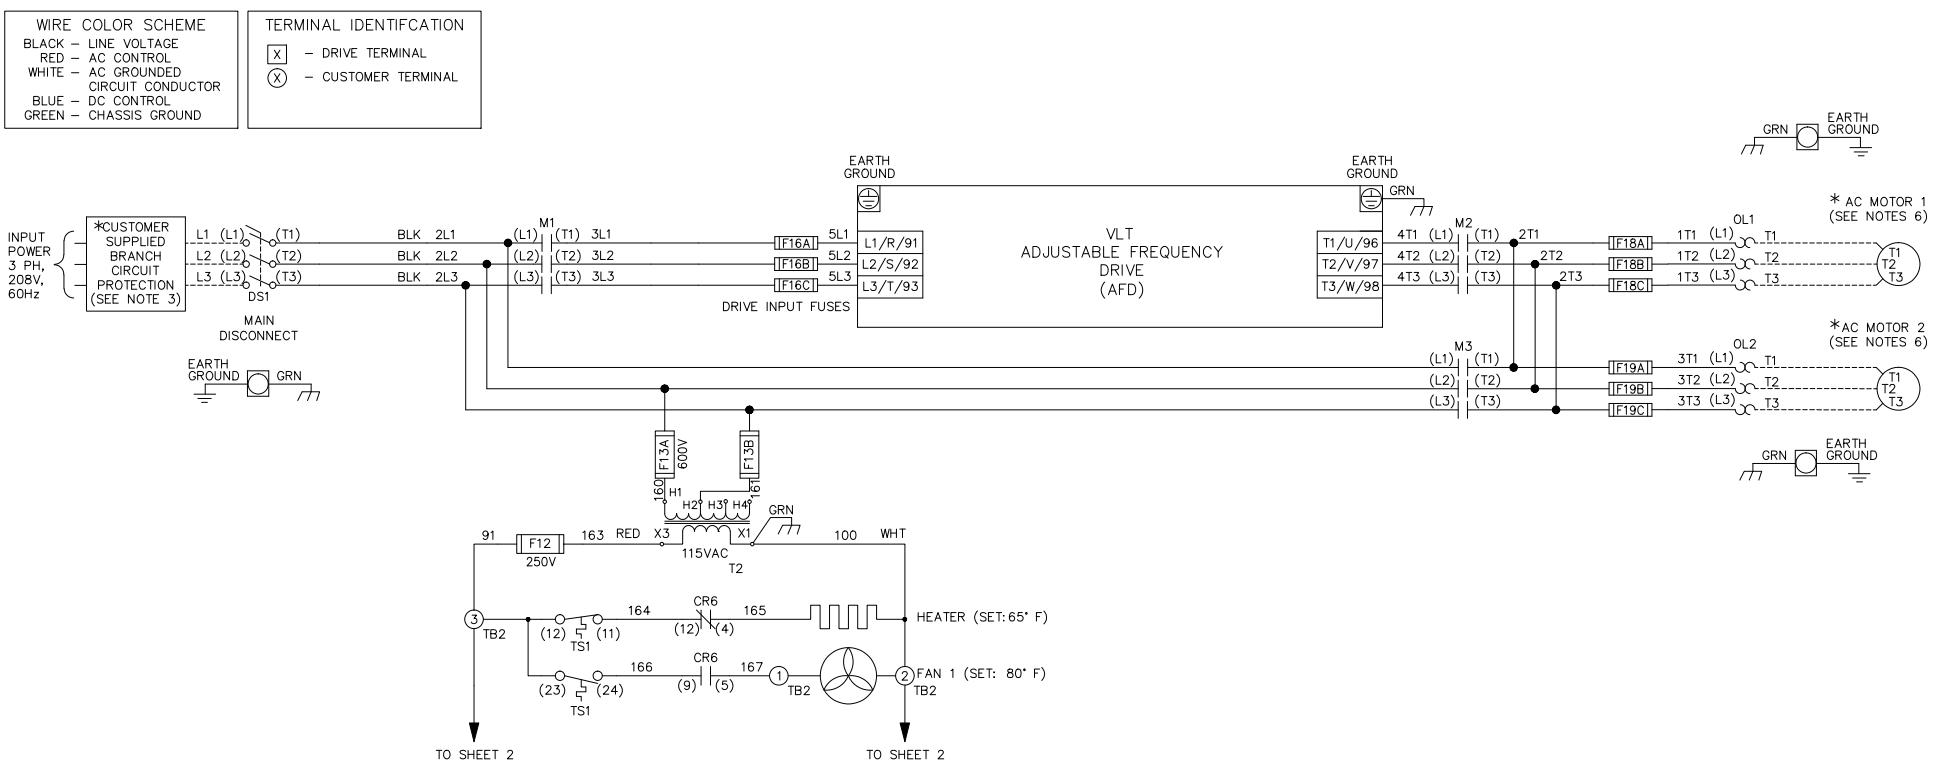 WIRE COLOR SCHEME
BLACK – LINE VOLTAGE
RED – AC CONTROL
WHITE – AC GROUNDED
CIRCUIT CONDUCTOR
BLUE – DC CONTROL
GREEN – CHASSIS GROUND
TERMINAL IDENTIFCATION
X – DRIVE TERMINAL
X – CUSTOMER TERMINAL
INPUT
POWER
3 PH,
208V,
60Hz
*CUSTOMER
SUPPLIED
BRANCH
CIRCUIT
PROTECTION
(SEE NOTE 3)
L1 (L1) (T1) BLK 2L1 (L1) M1 (T1) 3L1 F16A 5L1 L1/R/91
L2 (L2) (T2) BLK 2L2 (L2) (T2) 3L2 F16B 5L2 L2/S/92
L3 (L3) (T3) BLK 2L3 (L3) (T3) 3L3 F16C 5L3 L3/T/93
DS1
MAIN
DISCONNECT
DRIVE INPUT FUSES
EARTH
GROUND
GRN
EARTH
GROUND
VLT
ADJUSTABLE FREQUENCY
DRIVE
(AFD)
EARTH
GROUND
GRN
T1/U/96 4T1 (L1) M2 (T1) 2T1 F18A 1T1 (L1) OL1 T1
T2/V/97 4T2 (L2) (T2) 2T2 F18B 1T2 (L2) T2
T3/W/98 4T3 (L3) (T3) 2T3 F18C 1T3 (L3) T3
GRN
EARTH
GROUND
* AC MOTOR 1
(SEE NOTES 6)
T1
T2
T3
M3
(L1) (T1) F19A 3T1 (L1) OL2 T1
(L2) (T2) F19B 3T2 (L2) T2
(L3) (T3) F19C 3T3 (L3) T3
*AC MOTOR 2
(SEE NOTES 6)
T1
T2
T3
GRN
EARTH
GROUND
F13A
600V
F13B
160
161
H1
H2 H3 H4
GRN
91 F12 163 RED X3 X1 100 WHT
250V
115VAC
T2
3
TB2
(12) (11)
TS1
164
CR6
(12) (4)
165
HEATER (SET:65° F)
(23) (24)
TS1
166
CR6
(9) (5)
167
1
TB2
2
TB2
FAN 1 (SET: 80° F)
TO SHEET 2
TO SHEET 2